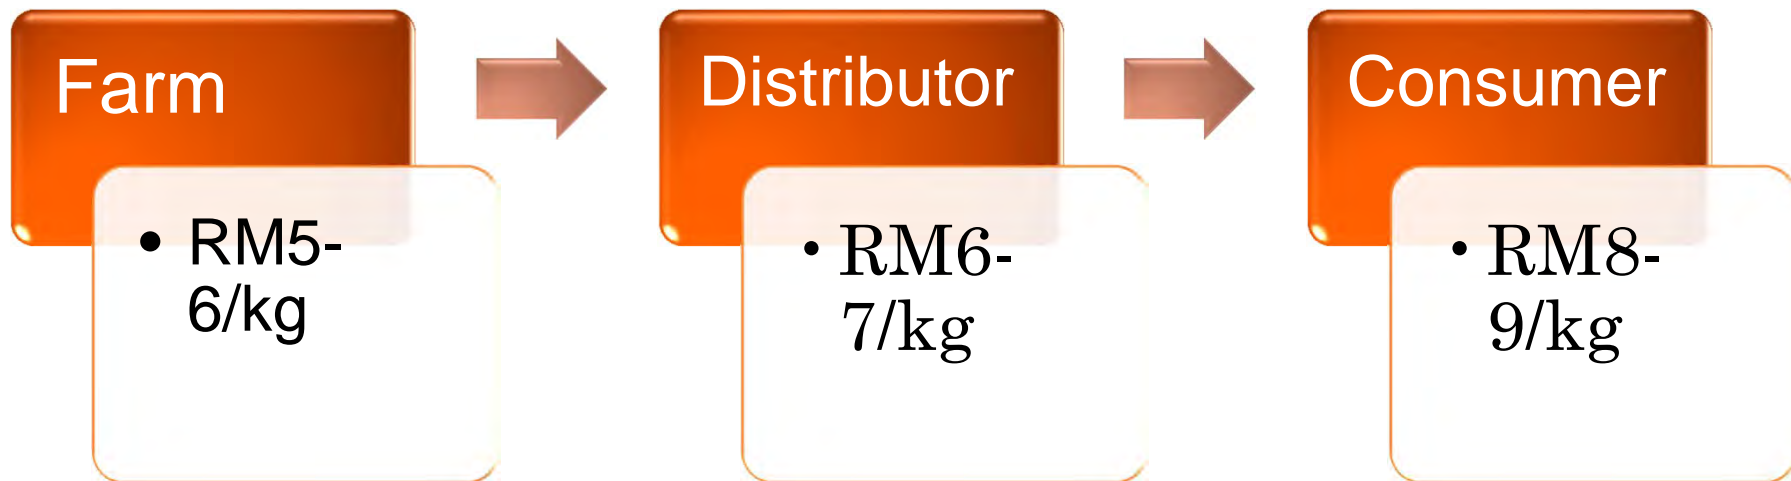 Farm
• RM5-
6/kg
Distributor
• RM6-
7/kg
Consumer
• RM8-
9/kg